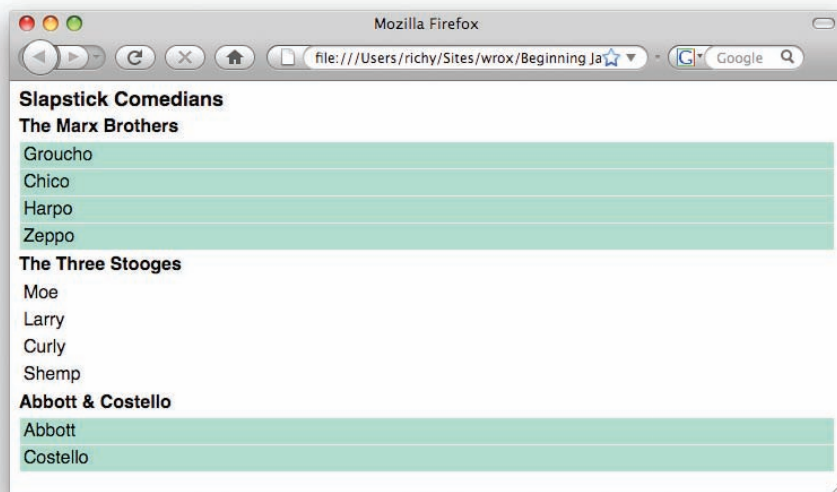 Mozilla Firefox
file:///Users/richy/Sites/wrox/Beginning Ja
G Google
Slapstick Comedians
The Marx Brothers
Groucho
Chico
Harpo
Zeppo
The Three Stooges
Moe
Larry
Curly
Shemp
Abbott & Costello
Abbott
Costello